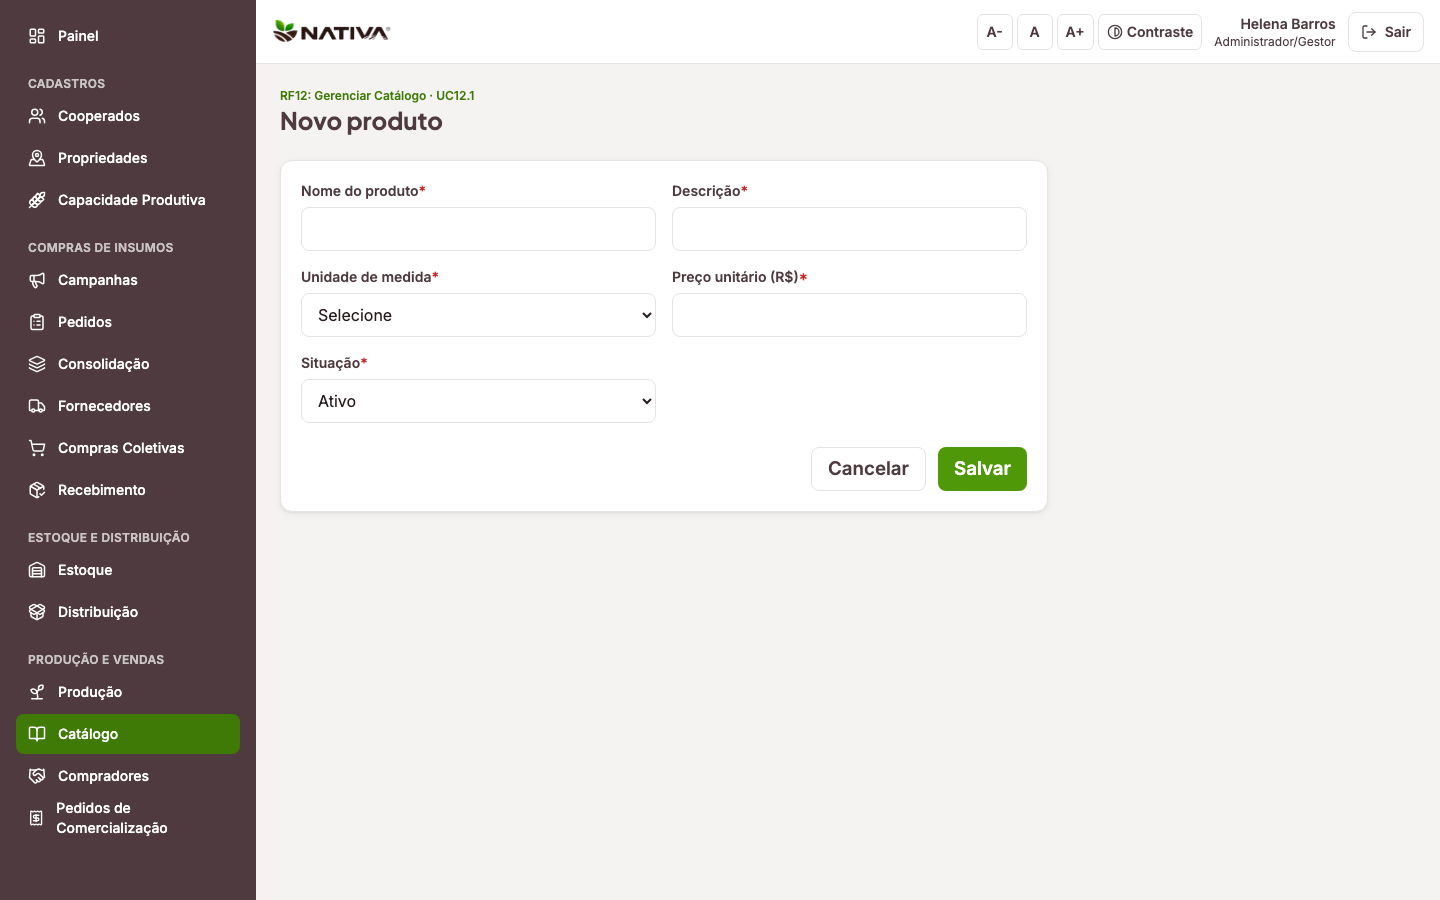 Painel
CADASTROS
Cooperados
Propriedades
Capacidade Produtiva
COMPRAS DE INSUMOS
Campanhas
Pedidos
Consolidação
Fornecedores
Compras Coletivas
Recebimento
ESTOQUE E DISTRIBUIÇÃO
Estoque
Distribuição
PRODUÇÃO E VENDAS
Produção
Catálogo
Compradores
Pedidos de
Comercialização
NATIVA
A- A A+ Contraste
Helena Barros
Administrador/Gestor
Sair
RF12: Gerenciar Catálogo · UC12.1
Novo produto
Nome do produto* Descrição*
Unidade de medida* Preço unitário (R$)*
Selecione
Situação*
Ativo
Cancelar Salvar